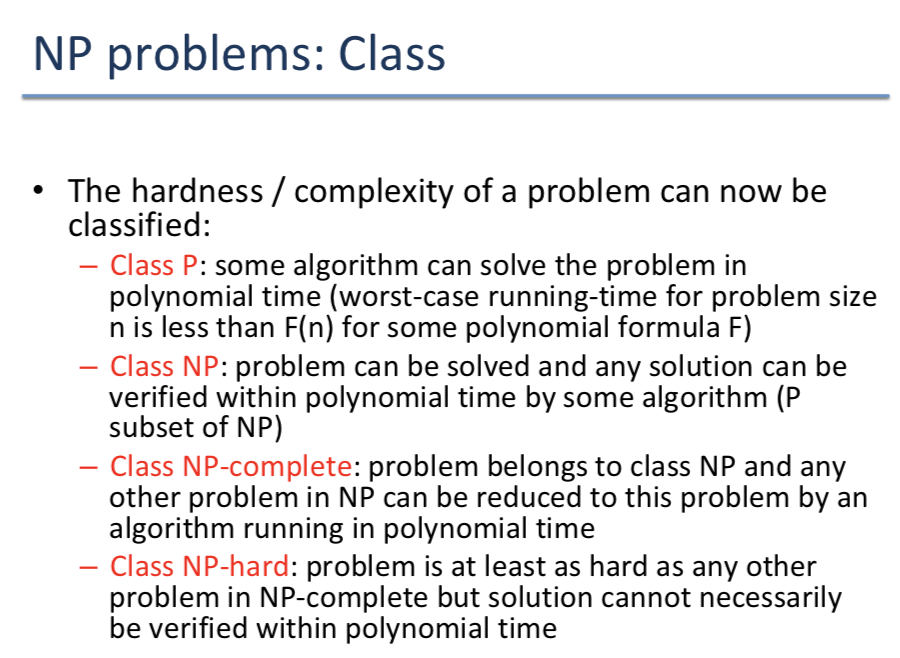 NP problems: Class
• The hardness / complexity of a problem can now be
classified:
– Class P: some algorithm can solve the problem in
polynomial time (worst-case running-time for problem size
n is less than F(n) for some polynomial formula F)
– Class NP: problem can be solved and any solution can be
verified within polynomial time by some algorithm (P
subset of NP)
– Class NP-complete: problem belongs to class NP and any
other problem in NP can be reduced to this problem by an
algorithm running in polynomial time
– Class NP-hard: problem is at least as hard as any other
problem in NP-complete but solution cannot necessarily
be verified within polynomial time